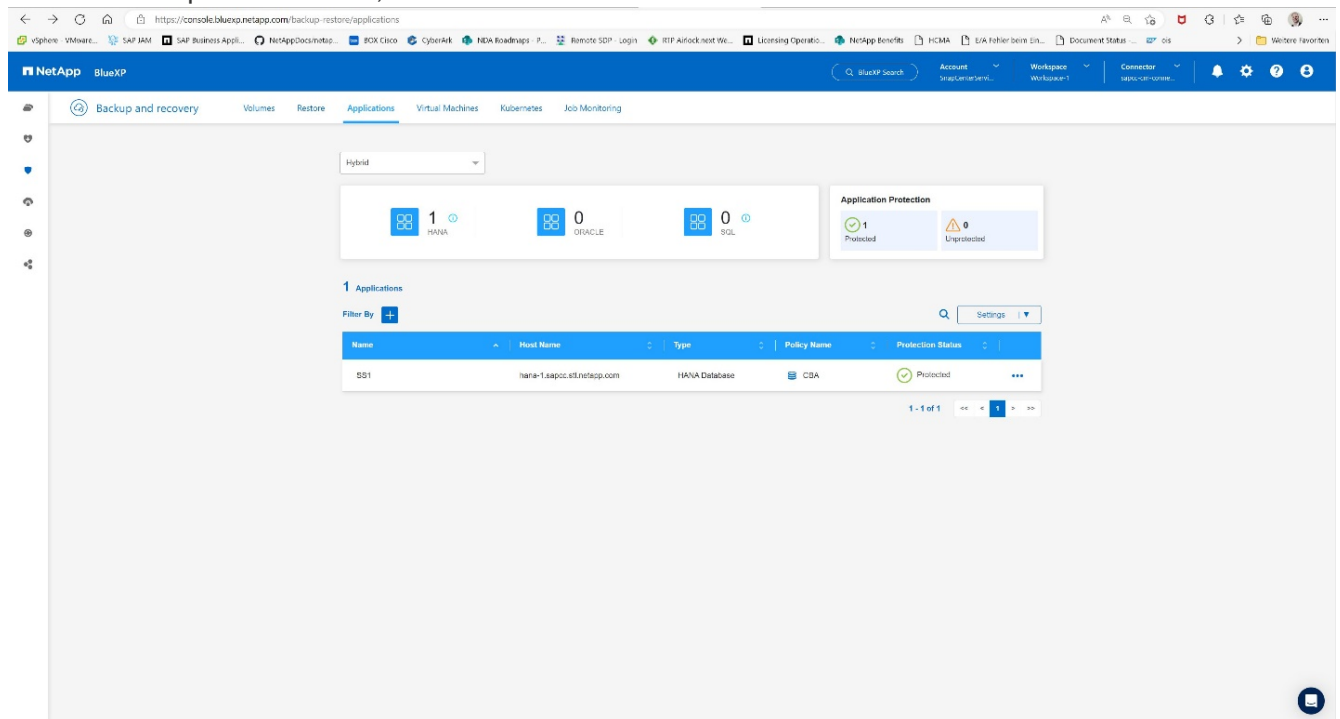 https://console.bluexp.netapp.com/backup-restore/applications
vSphere - VMware... SAP JAM SAP Business Appli... NetAppDocs/netap... BOX Cisco CyberArk NDA Roadmaps - P... Remote SDP - Login RTP Airlock.next We... Licensing Operatio... NetApp Benefits HCMA E/A Fehler beim Ein... Document Status -... ois Weitere Favoriten
NetApp BlueXP BlueXP Search Account Workspace Connector
SnapCenterServi... Workspace-1
Backup and recovery Volumes Restore Applications Virtual Machines Kubernetes Job Monitoring
Hybrid
Application Protection
1 0 0
HANA ORACLE SQL
1 0
Protected Unprotected
1 Applications
Filter By + Settings
Name Host Name Type Policy Name Protection Status
SS1 hana-1.sapcc.stl.netapp.com HANA Database CBA Protected
1 - 1 of 1 << < 1 > >>